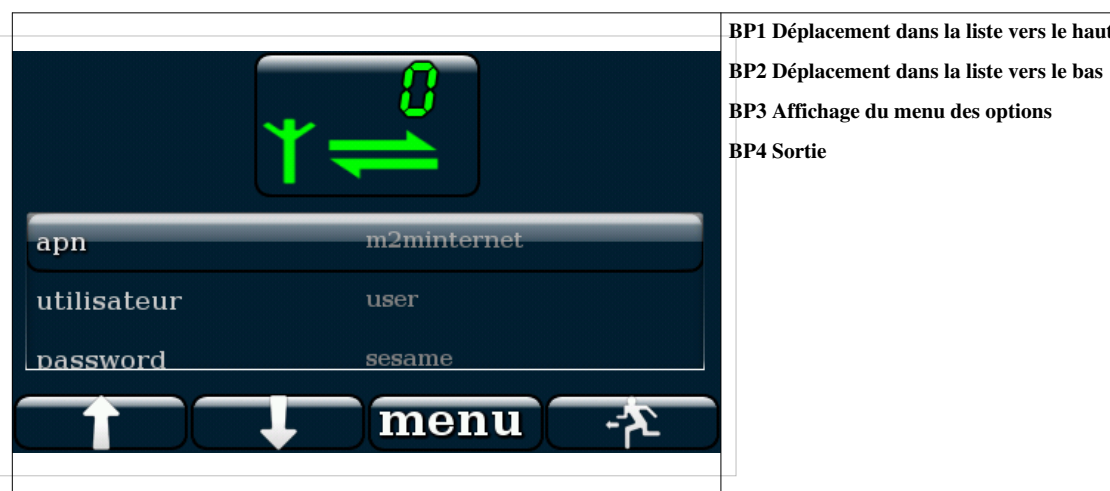 0
apn m2minternet
utilisateur user
password sesame
menu
BP1 Déplacement dans la liste vers le haut
BP2 Déplacement dans la liste vers le bas
BP3 Affichage du menu des options
BP4 Sortie